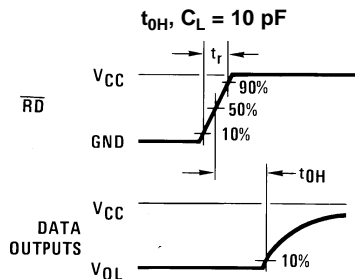 t0H, CL = 10 pF
tr
VCC
90%
RD
50%
10%
GND
t0H
VCC
DATA
OUTPUTS
10%
VOL